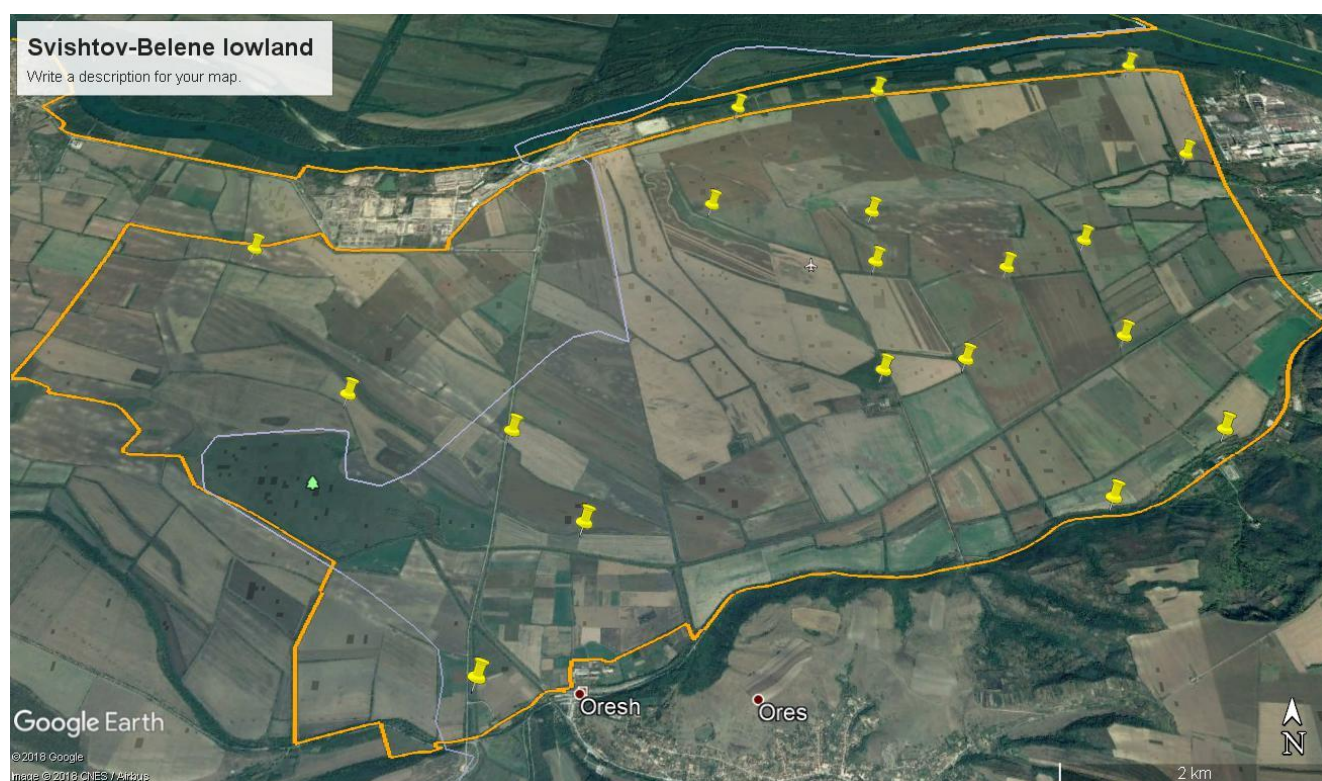 Svishtov-Belene lowland
Write a description for your map.
Oresh
Ores
Google Earth
N
© 2018 Google
Image © 2018 CNES / Airbus
2 km